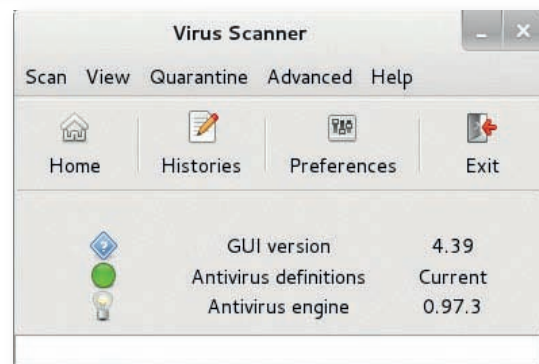 Virus Scanner
Scan View Quarantine Advanced Help
Home Histories Preferences Exit
GUI version 4.39
Antivirus definitions Current
Antivirus engine 0.97.3